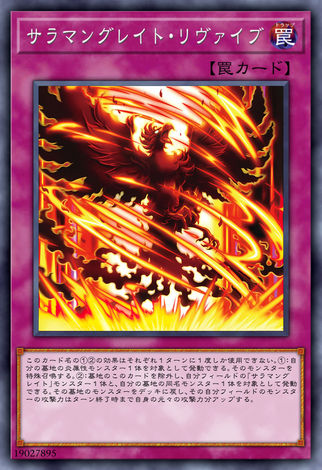 サラマングレイト・リヴァイブ
トラップ
罠
【罠カード】
このカード名の①②の効果はそれぞれ1ターンに1度しか使用できない。①：自
分の墓地の炎属性モンスター1体を対象として発動できる。そのモンスターを
特殊召喚する。②：墓地のこのカードを除外し、自分フィールドの「サラマング
レイト」モンスター1体と、自分の墓地の同名モンスター1体を対象として発動
できる。その墓地のモンスターをデッキに戻し、その自分フィールドのモンスター
の攻撃力はターン終了時まで自身の元々の攻撃力分アップする。
19027895